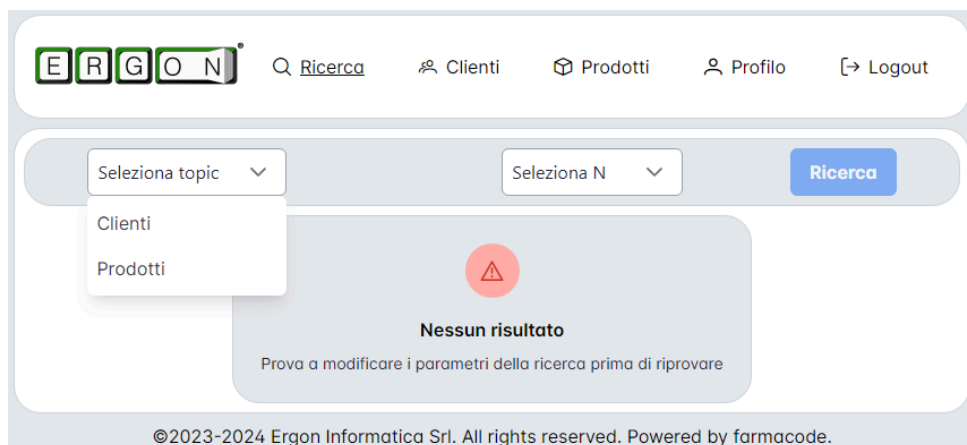 ERGON® Ricerca Clienti Prodotti Profilo Logout
Seleziona topic Seleziona N Ricerca
Clienti
Prodotti
Nessun risultato
Prova a modificare i parametri della ricerca prima di riprovare
©2023-2024 Ergon Informatica Srl. All rights reserved. Powered by farmacode.